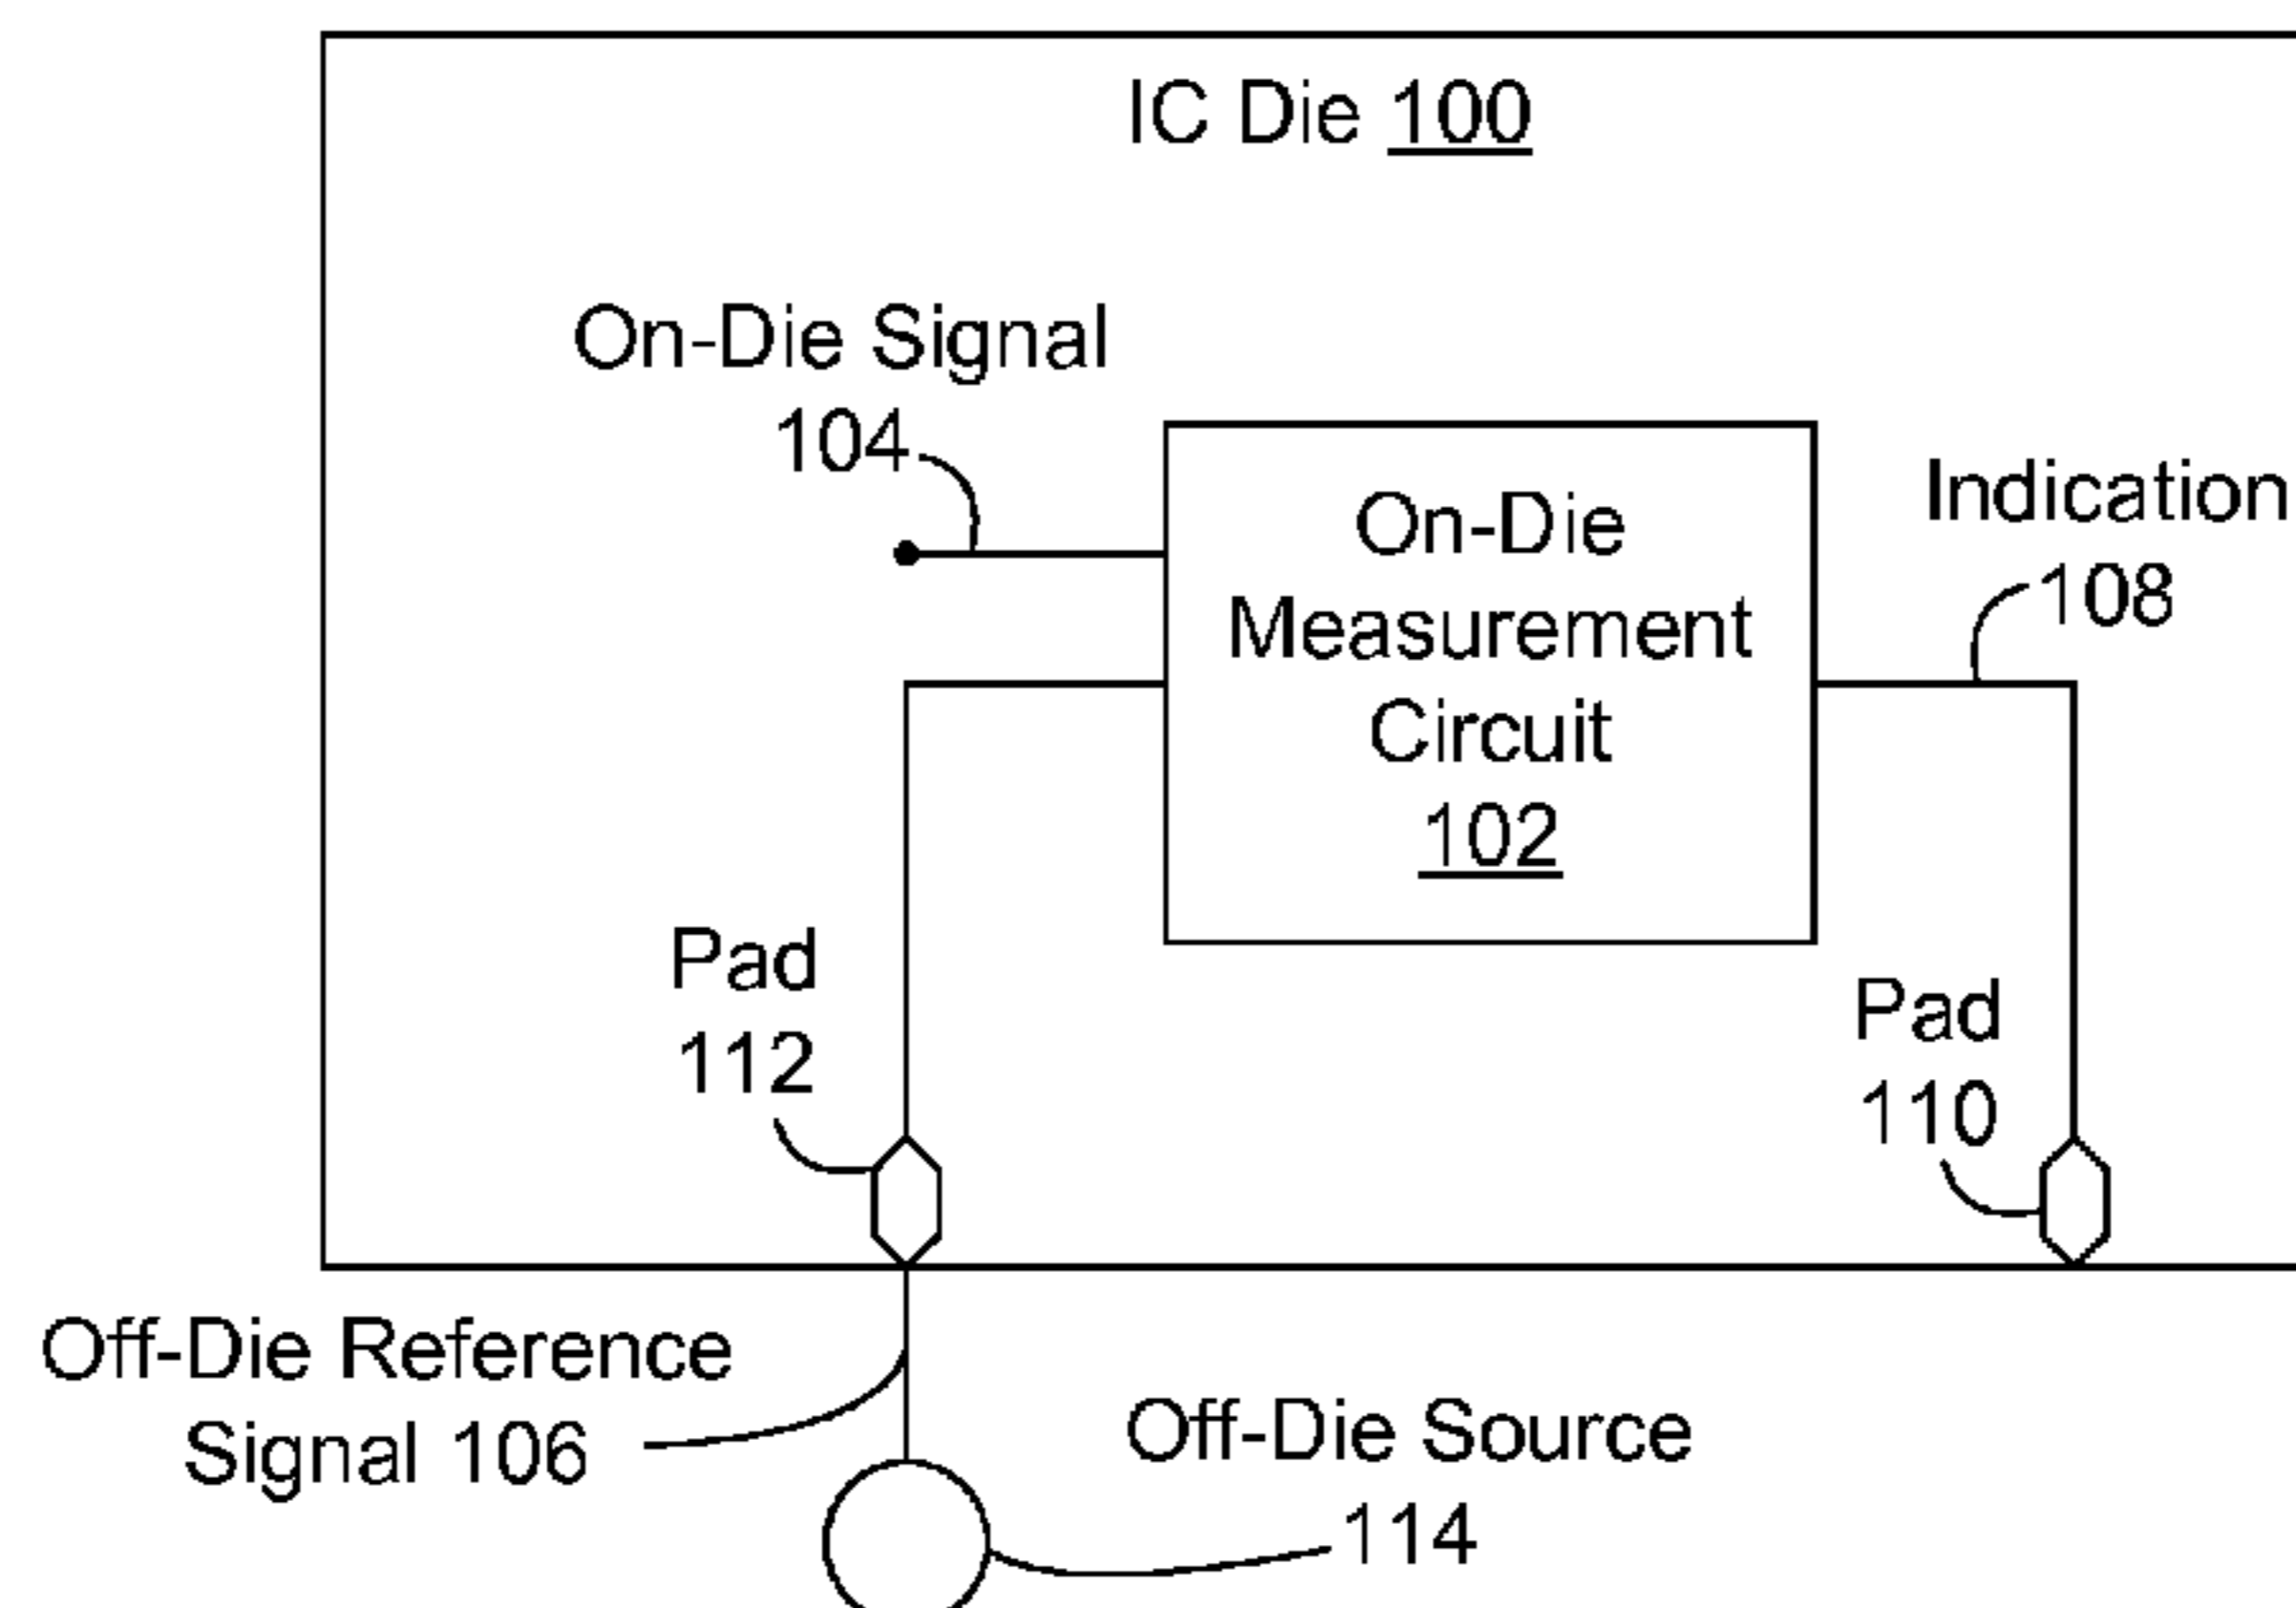 IC Die 100
On-Die Signal
104
On-Die
Measurement
Circuit
102
Indication
108
Pad
112
Pad
110
Off-Die Reference
Signal 106
Off-Die Source
114